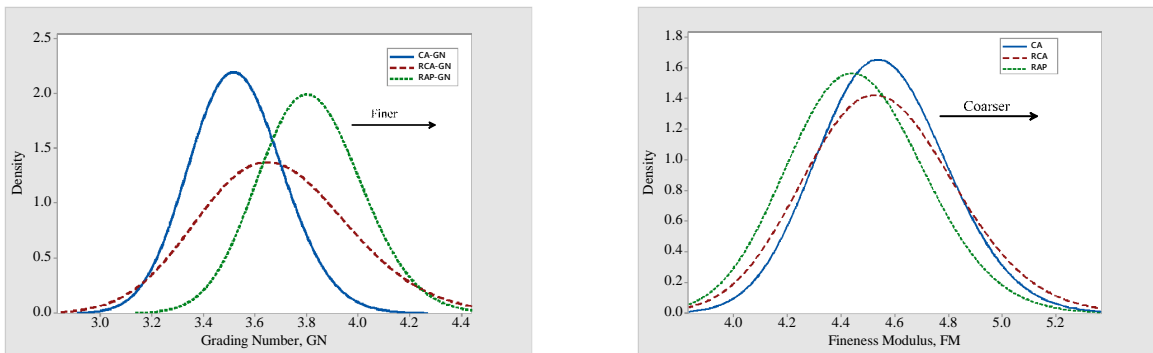 2.5
2.0
1.5
1.0
0.5
0.0
Density
3.0 3.2 3.4 3.6 3.8 4.0 4.2 4.4
Grading Number, GN
CA-GN
RCA-GN
RAP-GN
Finer
1.8
1.6
1.4
1.2
1.0
0.8
0.6
0.4
0.2
0.0
Density
4.0 4.2 4.4 4.6 4.8 5.0 5.2
Fineness Modulus, FM
CA
RCA
RAP
Coarser